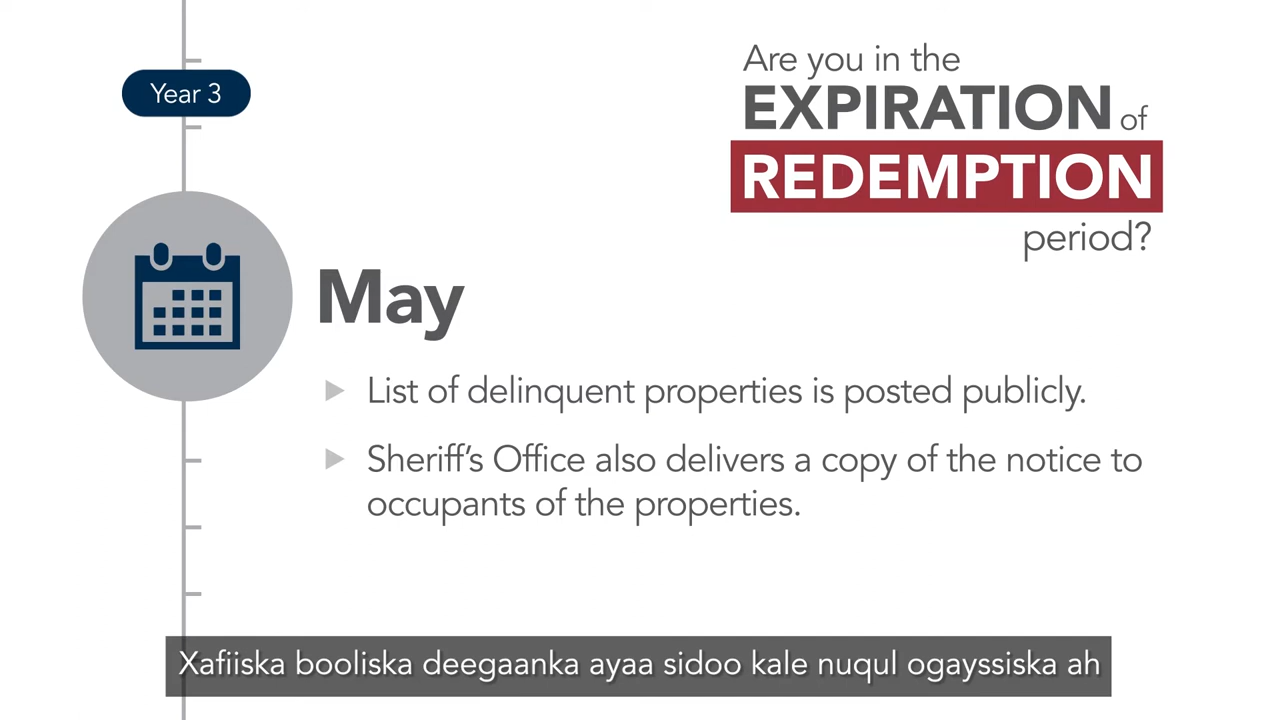 Year 3
Are you in the
EXPIRATION of
REDEMPTION
period?
May
List of delinquent properties is posted publicly.
Sheriff's Office also delivers a copy of the notice to
occupants of the properties.
Xafiiska booliska deegaanka ayaa sidoo kale nuqul ogayssiska ah